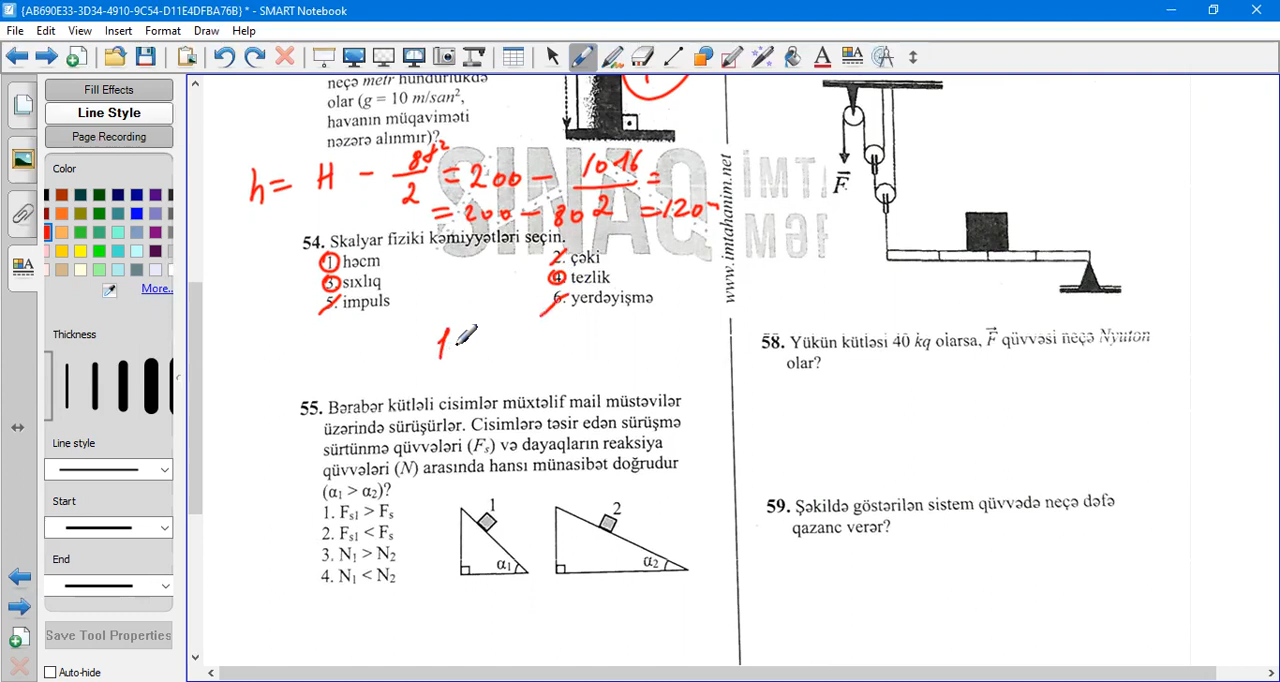 {AB690E33-3D34-4910-9C54-D11E4DFBA76B} * - SMART Notebook
File Edit View Insert Format Draw Help
Fill Effects
Line Style
Page Recording
Color
More...
Thickness
Line style
Start
End
Save Tool Properties
Auto-hide
neçə metr hündürlükdə
olar (g = 10 m/san²,
havanın müqaviməti
nəzərə alınmır)?
h = H - gt²/2 = 200 - 10·16/2 =
= 200 - 80 = 120
SINAQ
www.imtahanim.net
54. Skalyar fiziki kəmiyyətləri seçin.
1. həcm
2. çəki
3. sıxlıq
4. tezlik
5. impuls
6. yerdəyişmə
1
55. Bərabər kütləli cisimlər müxtəlif mail müstəvilər
üzərində sürüşürlər. Cisimlərə təsir edən sürüşmə
sürtünmə qüvvələri (Fs) və dayaqların reaksiya
qüvvələri (N) arasında hansı münasibət doğrudur
(α₁ > α₂)?
1. Fs1 > Fs
2. Fs1 < Fs
3. N₁ > N₂
4. N₁ < N₂
1
α₁
2
α₂
F
58. Yükün kütləsi 40 kq olarsa, F qüvvəsi neçə Nyuton
olar?
59. Şəkildə göstərilən sistem qüvvədə neçə dəfə
qazanc verər?